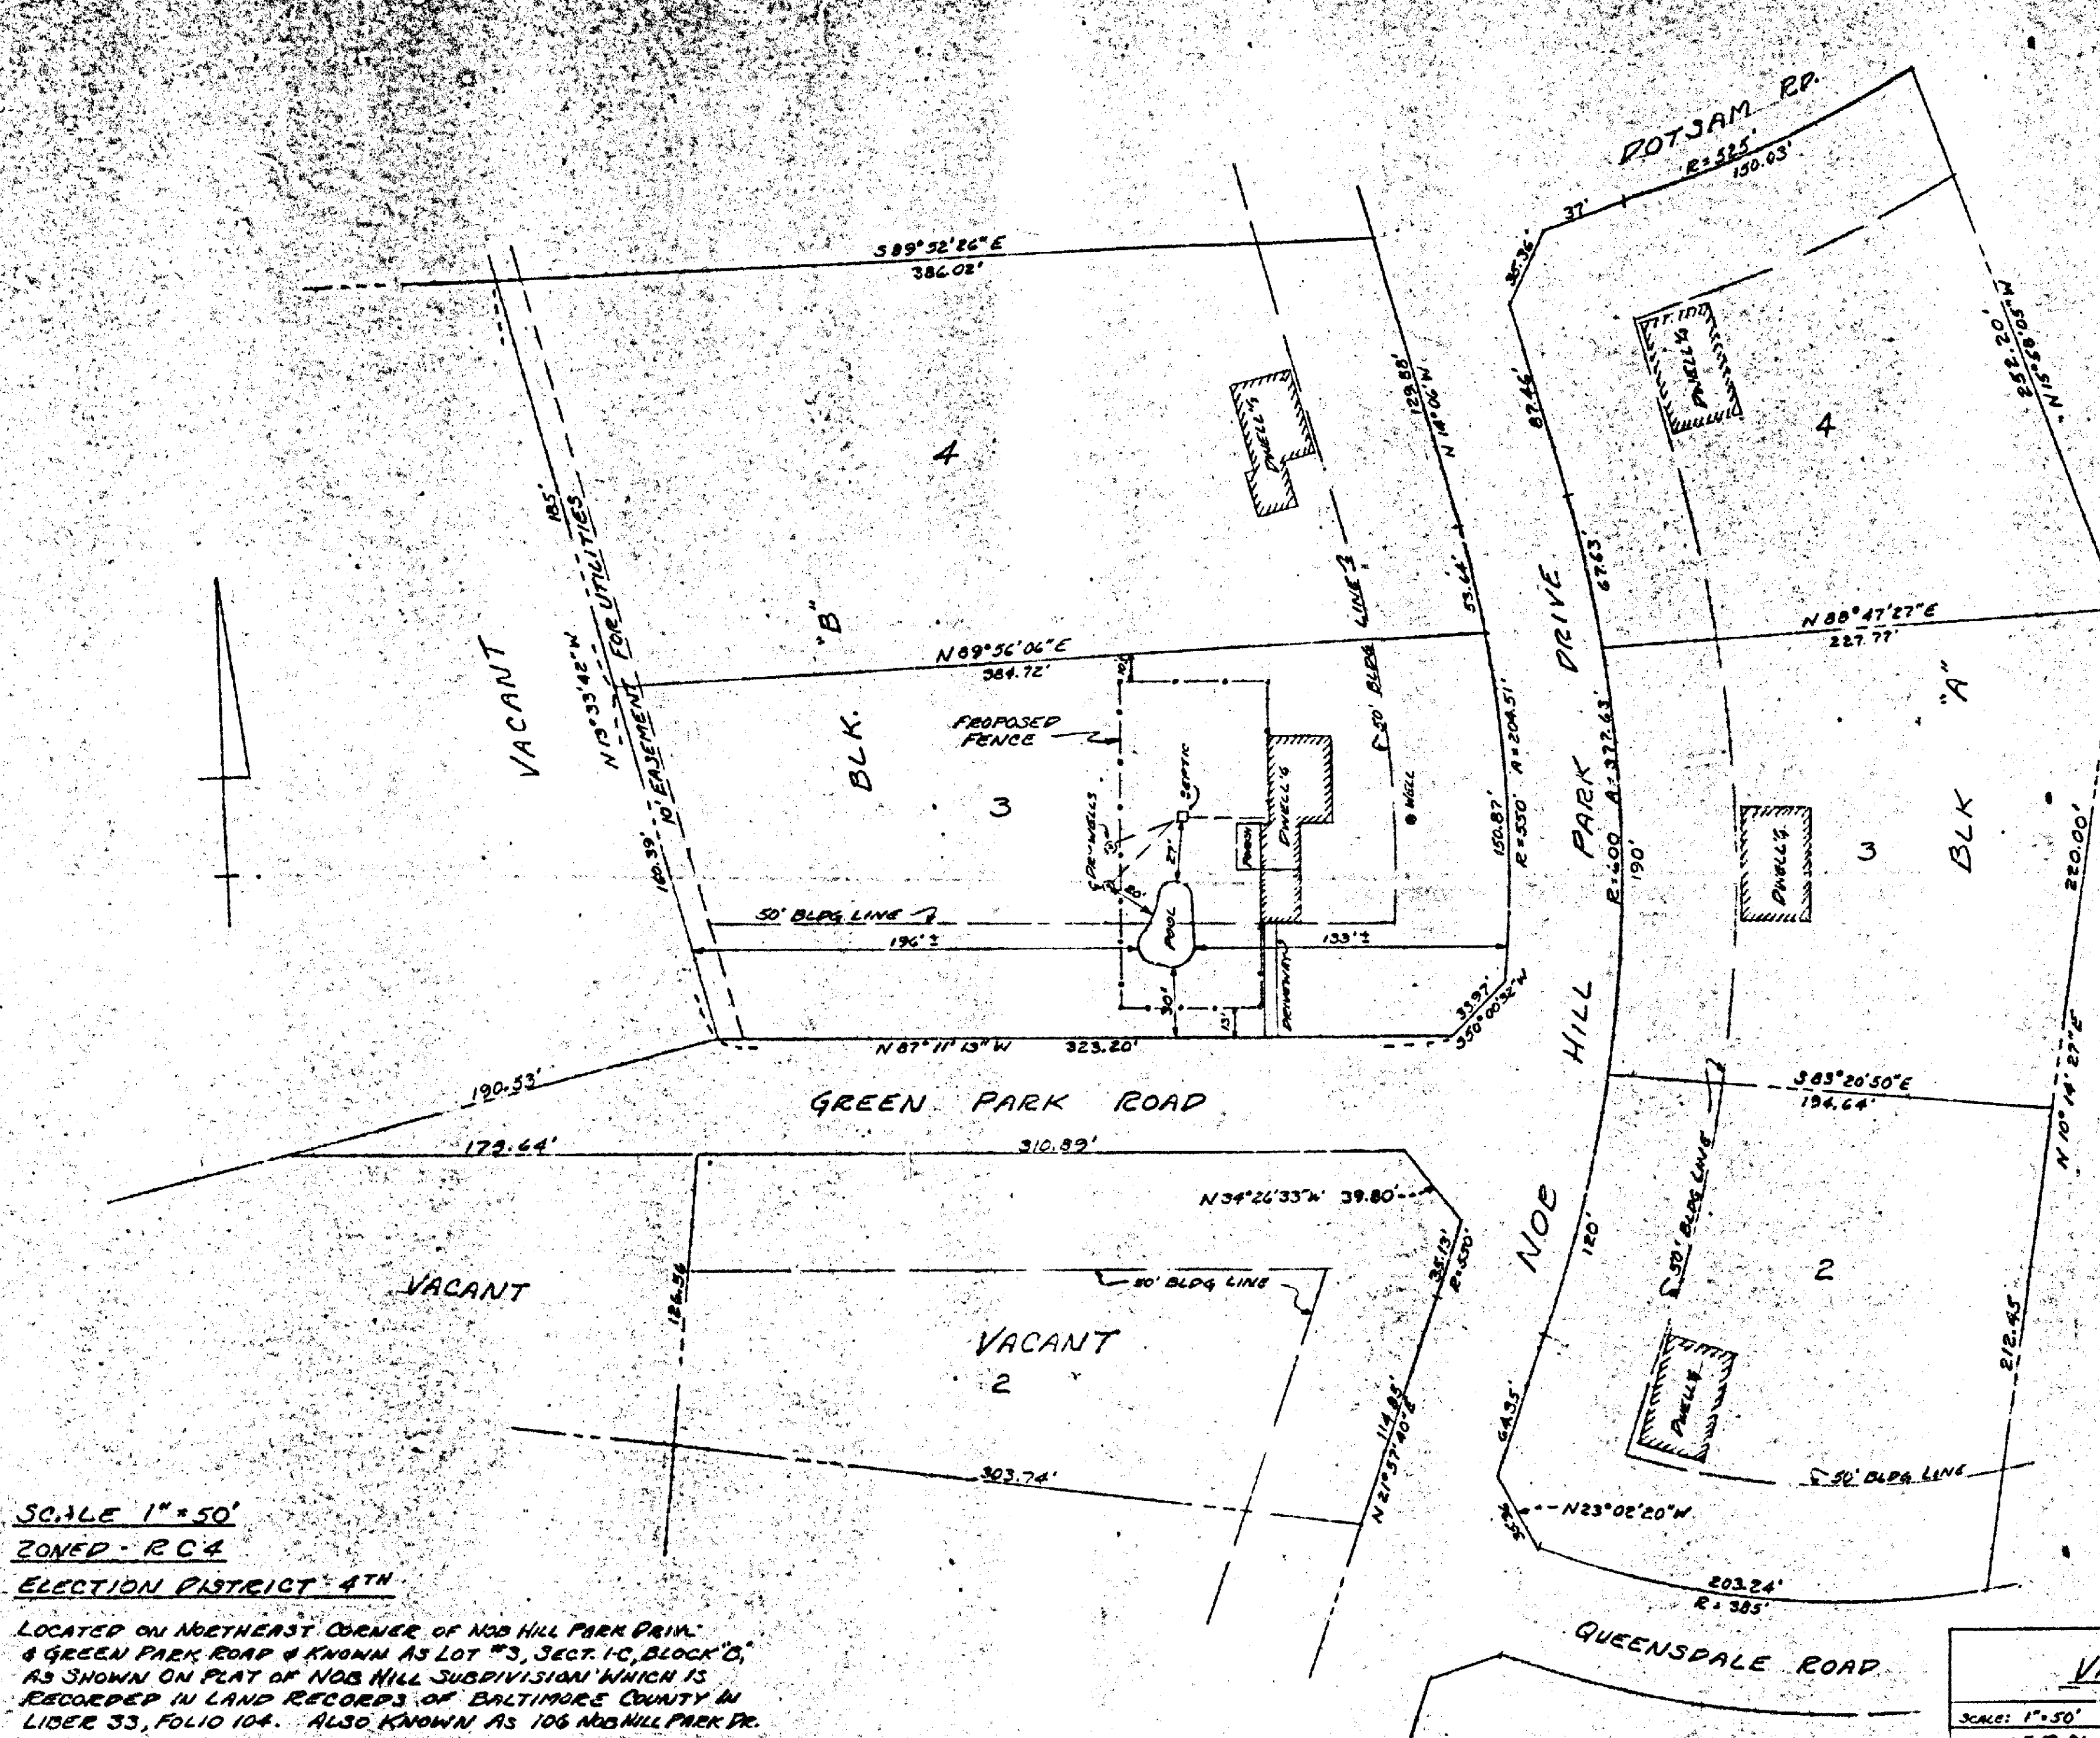 DOTSAM RD.
R=525'
150.03'
37'
35.36'
S 89° 52' 26" E
386.02'
87.46'
129.88'
N 14° 06' W
252.20'
N 15° 58' 05" W
DWELL'G
DWELL'G
4
4
185'
N 13° 33' 42" W
10' EASEMENT FOR UTILITIES
160.39'
VACANT
"B"
BLK.
53.64'
67.63'
N 89° 56' 06" E
384.72'
N 88° 47' 27" E
227.77'
50' BLDG LINE
10'
PROPOSED
FENCE
SEPTIC
DWELL'G
PORCH
WELL
3
27'
POOL
150.87'
R=550' A=204.51'
R=600 A=377.63'
190'
DWELL'G
3
BLK "A"
220.00'
50' BLDG LINE
196'±
133'±
30'
13'
DRIVEWAY
33.97'
S50° 00' 32" W
N 87° 11' 13" W 323.20'
NOB HILL PARK DRIVE
190.53'
GREEN PARK ROAD
S 83° 20' 50" E
194.64'
N 10° 14' 27" E
179.64'
310.89'
N 34° 26' 33" W 39.80'
35.13'
R=550'
120'
50' BLDG LINE
2
VACANT
126.56
50' BLDG LINE
VACANT
2
212.45
DWELL'G
114.85'
N 21° 57' 40" E
64.95'
303.74'
50' BLDG LINE
N 23° 02' 20" W
203.24'
R=385'
QUEENSDALE ROAD
SCALE 1"=50'
ZONED - RC4
ELECTION DISTRICT - 4TH
LOCATED ON NORTHEAST CORNER OF NOB HILL PARK DRIVE
& GREEN PARK ROAD & KNOWN AS LOT #3, SECT. 1-C, BLOCK "B",
AS SHOWN ON PLAT OF NOB HILL SUBDIVISION WHICH IS
RECORDED IN LAND RECORDS OF BALTIMORE COUNTY IN
LIBER 33, FOLIO 104. ALSO KNOWN AS 106 NOB HILL PARK DR.
SCALE: 1"=50'